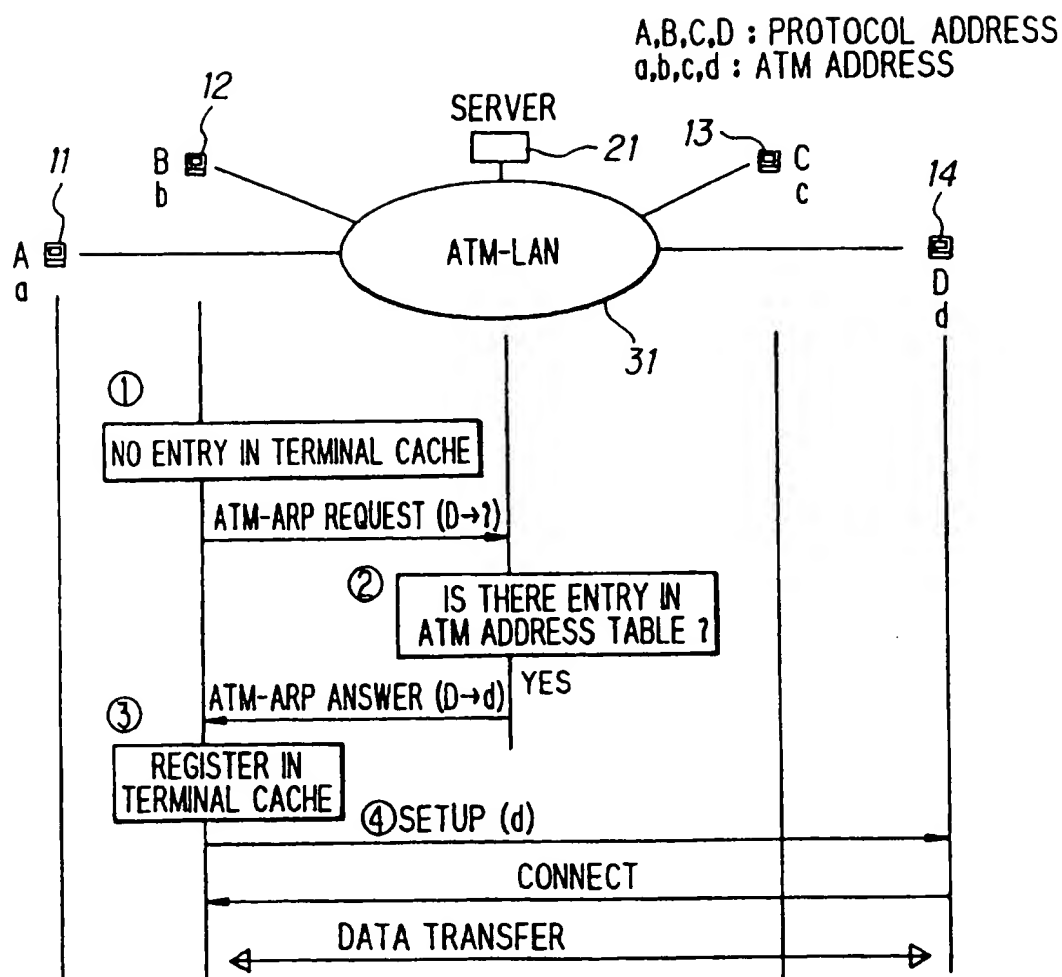 A,B,C,D : PROTOCOL ADDRESS
a,b,c,d : ATM ADDRESS
12
SERVER
21
13
11
B
b
C
c
14
A
a
ATM-LAN
D
d
31
①
NO ENTRY IN TERMINAL CACHE
ATM-ARP REQUEST (D→?)
②
IS THERE ENTRY IN
ATM ADDRESS TABLE ?
YES
ATM-ARP ANSWER (D→d)
③
REGISTER IN
TERMINAL CACHE
④SETUP (d)
CONNECT
DATA TRANSFER